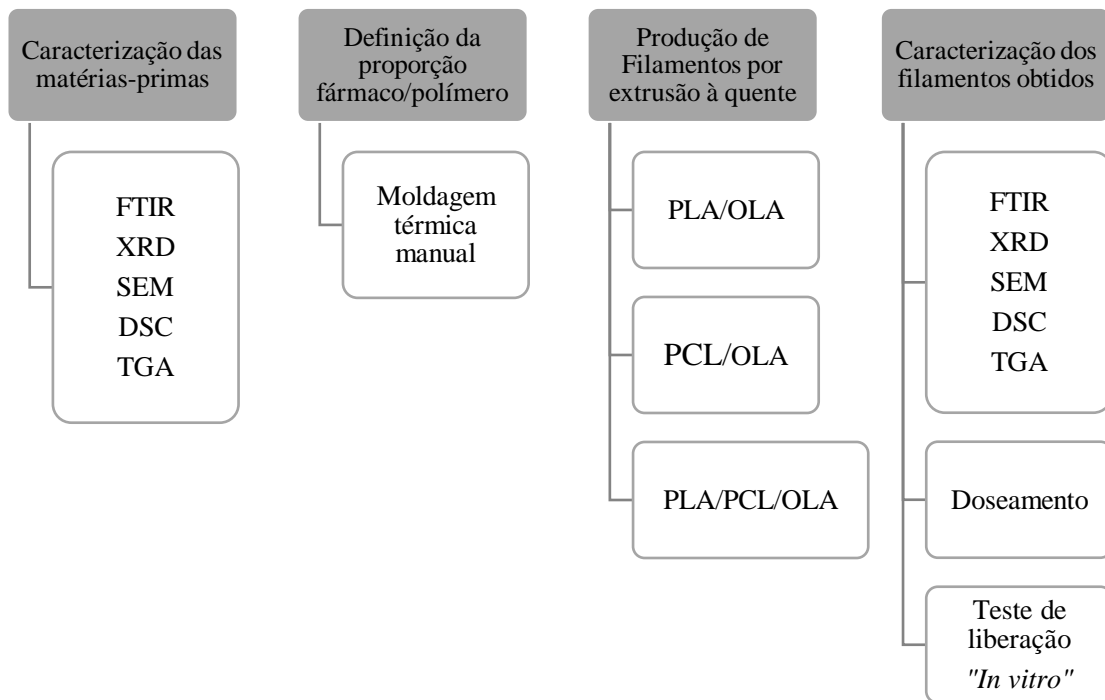 Caracterização das
matérias-primas
FTIR
XRD
SEM
DSC
TGA
Definição da
proporção
fármaco/polímero
Moldagem
térmica
manual
Produção de
Filamentos por
extrusão à quente
PLA/OLA
PCL/OLA
PLA/PCL/OLA
Caracterização dos
filamentos obtidos
FTIR
XRD
SEM
DSC
TGA
Doseamento
Teste de
liberação
"In vitro"